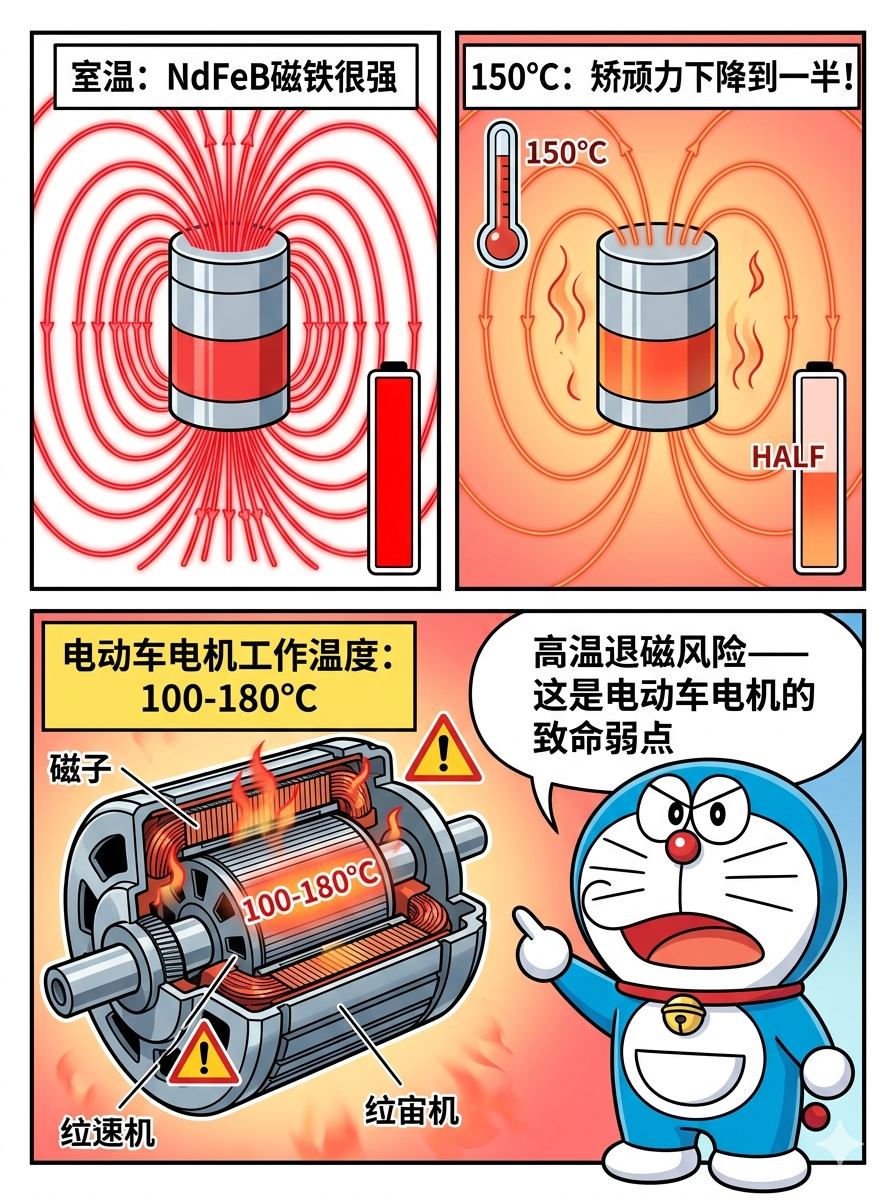 室温：NdFeB磁铁很强
150℃：矫顽力下降到一半！
150℃
HALF
电动车电机工作温度：
100-180℃
高温退磁风险——
这是电动车电机的
致命弱点
磁子
100-180℃
纹速机
纹宙机